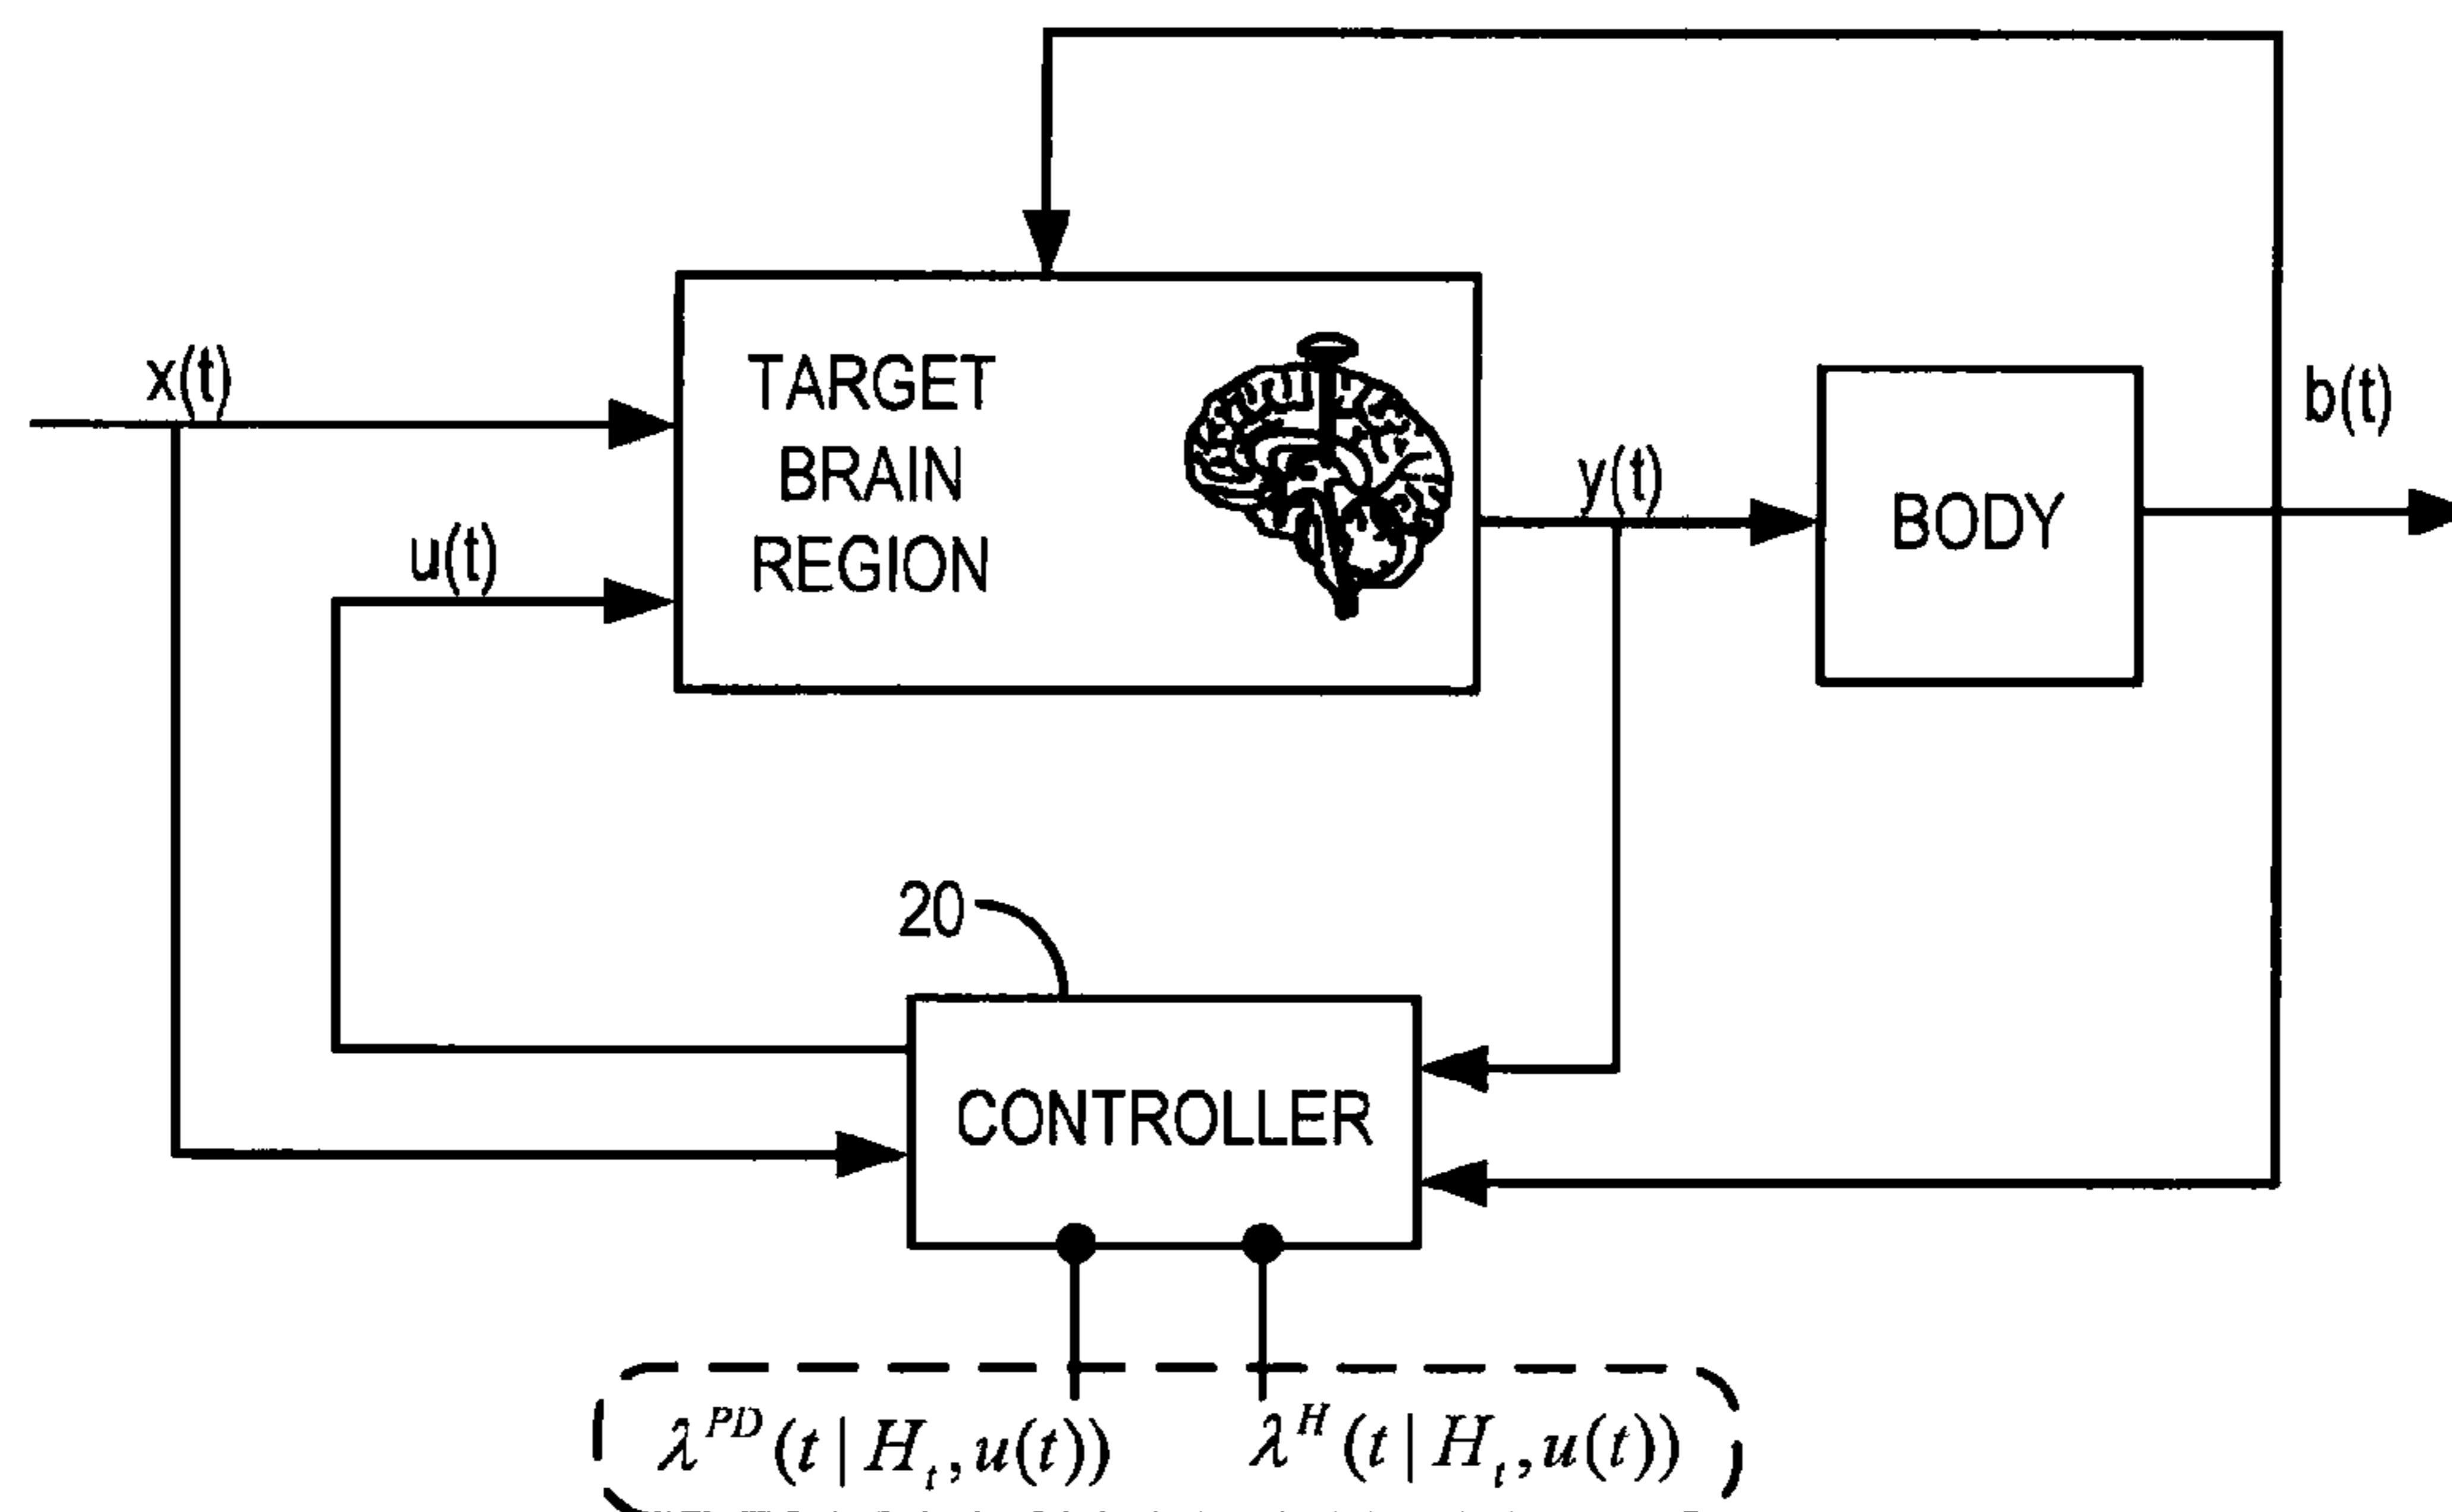 x(t)
TARGET
BRAIN
REGION
b(t)
y(t)
BODY
u(t)
20
CONTROLLER
λ^{PD}(t | H_t, u(t))
λ^{H}(t | H_t, u(t))